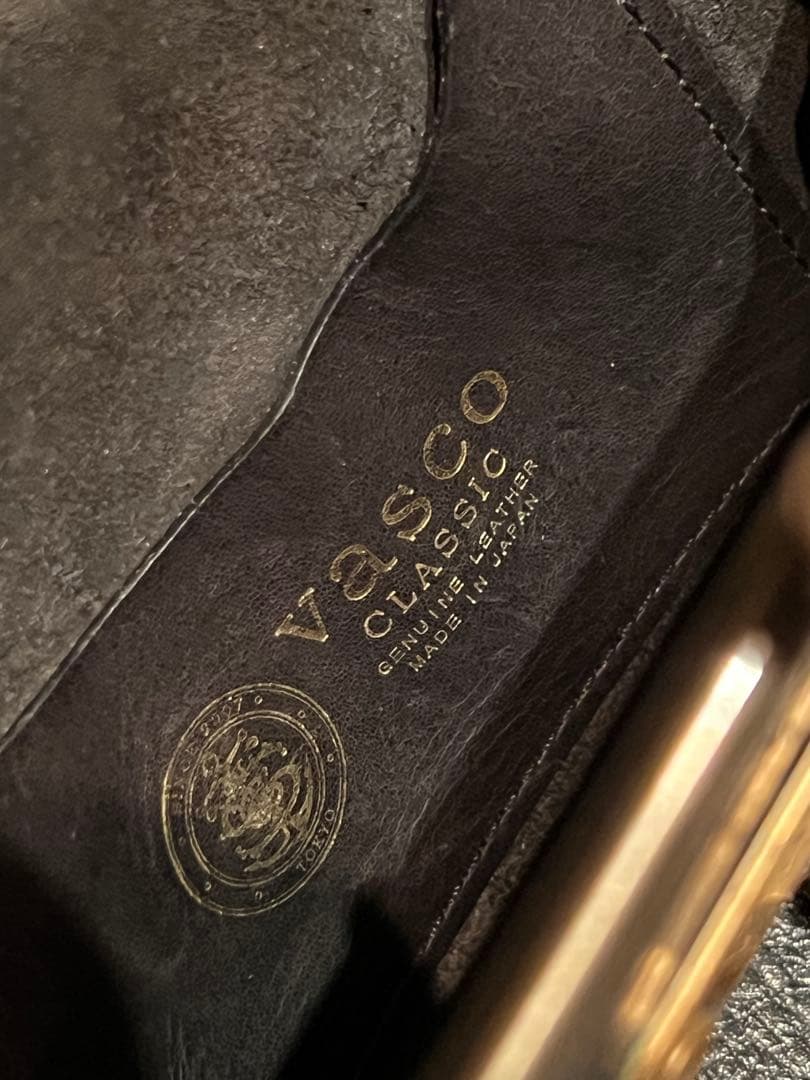 vasco
CLASSIC
GENUINE LEATHER
MADE IN JAPAN
TOKYO